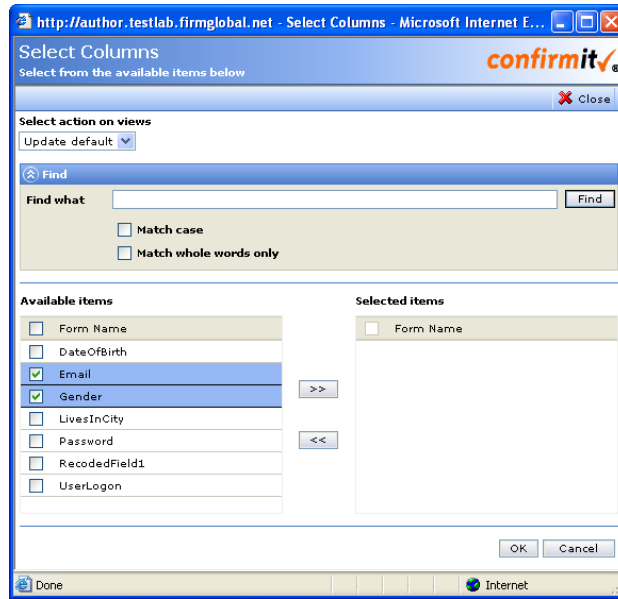 http://author.testlab.firmglobal.net - Select Columns - Microsoft Internet E...
Select Columns
Select from the available items below
confirmit
Close
Select action on views
Update default
Find
Find what
Find
Match case
Match whole words only
Available items
Selected items
Form Name
Form Name
DateOfBirth
Email
Gender
>>
LivesInCity
Password
<<
RecodedField1
UserLogon
OK
Cancel
Done
Internet